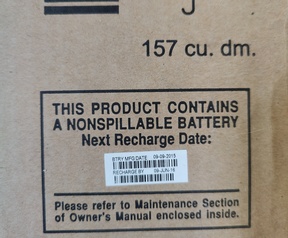 157 cu. dm.
THIS PRODUCT CONTAINS
A NONSPILLABLE BATTERY
Next Recharge Date:
BTRY MFG DATE 09-09-2015
RECHARGE BY 09-JUN-16
Please refer to Maintenance Section
of Owner's Manual enclosed inside.